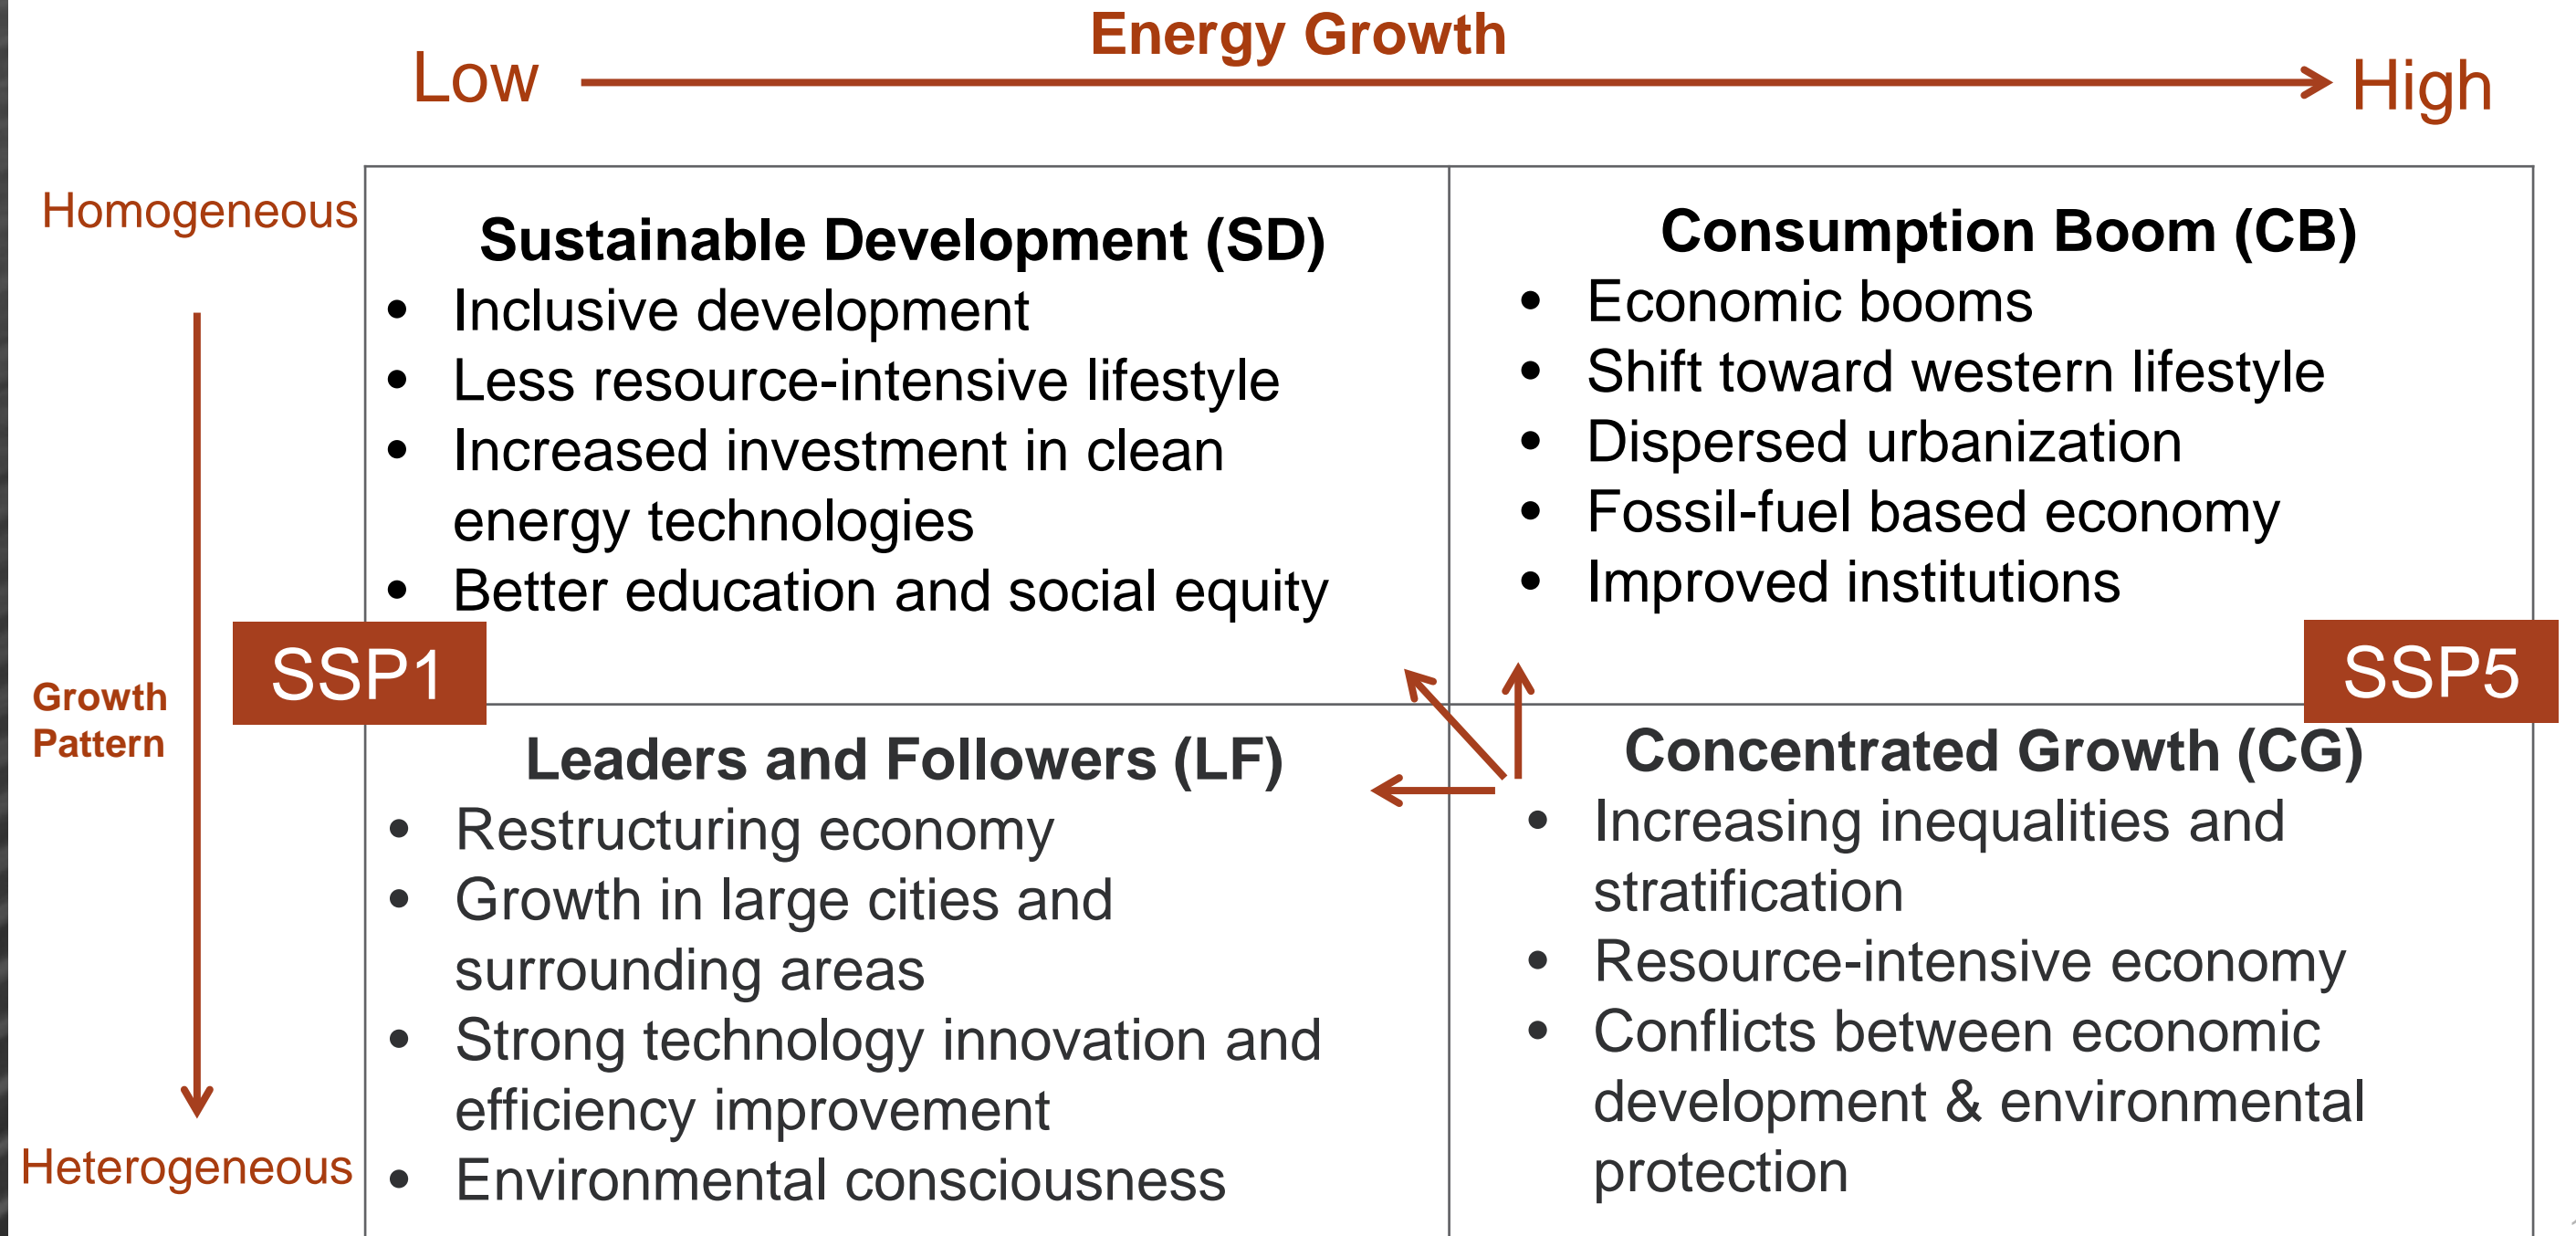 Energy Growth
Low
High
Homogeneous
Growth
Pattern
Heterogeneous
Sustainable Development (SD)
• Inclusive development
• Less resource-intensive lifestyle
• Increased investment in clean
energy technologies
• Better education and social equity
SSP1
Consumption Boom (CB)
• Economic booms
• Shift toward western lifestyle
• Dispersed urbanization
• Fossil-fuel based economy
• Improved institutions
SSP5
Leaders and Followers (LF)
• Restructuring economy
• Growth in large cities and
surrounding areas
• Strong technology innovation and
efficiency improvement
• Environmental consciousness
Concentrated Growth (CG)
• Increasing inequalities and
stratification
• Resource-intensive economy
• Conflicts between economic
development & environmental
protection